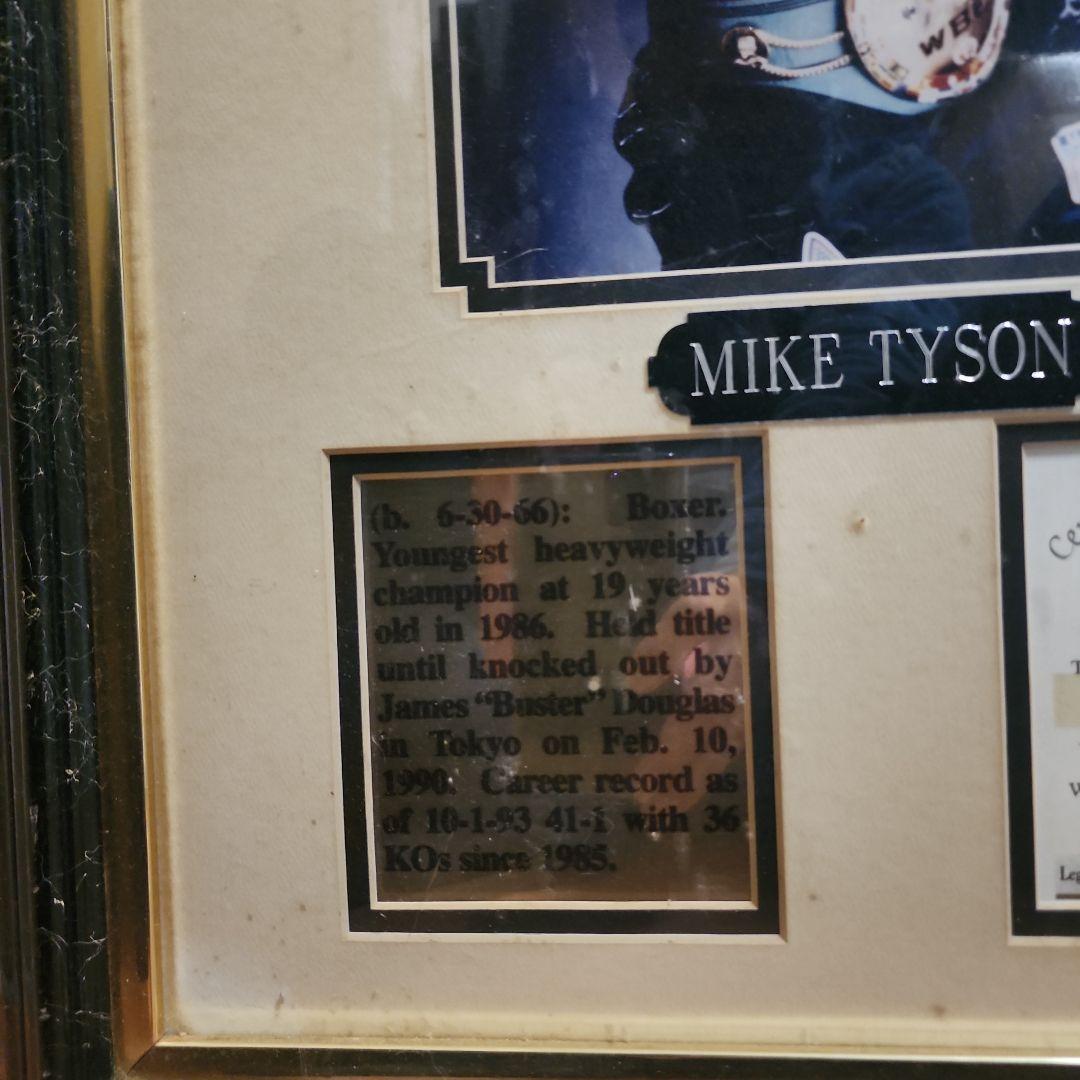 WBC
MIKE TYSON
(b. 6-30-66): Boxer.
Youngest heavyweight
champion at 19 years
old in 1986. Held title
until knocked out by
James "Buster" Douglas
in Tokyo on Feb. 10,
1990. Career record as
of 10-1-93 41-1 with 36
KOs since 1985.